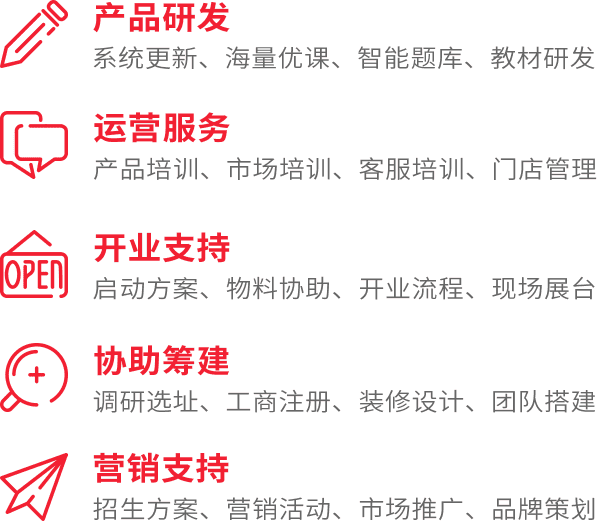 产品研发
系统更新、海量优课、智能题库、教材研发
运营服务
产品培训、市场培训、客服培训、门店管理
OPEN
开业支持
启动方案、物料协助、开业流程、现场展台
协助筹建
调研选址、工商注册、装修设计、团队搭建
营销支持
招生方案、营销活动、市场推广、品牌策划